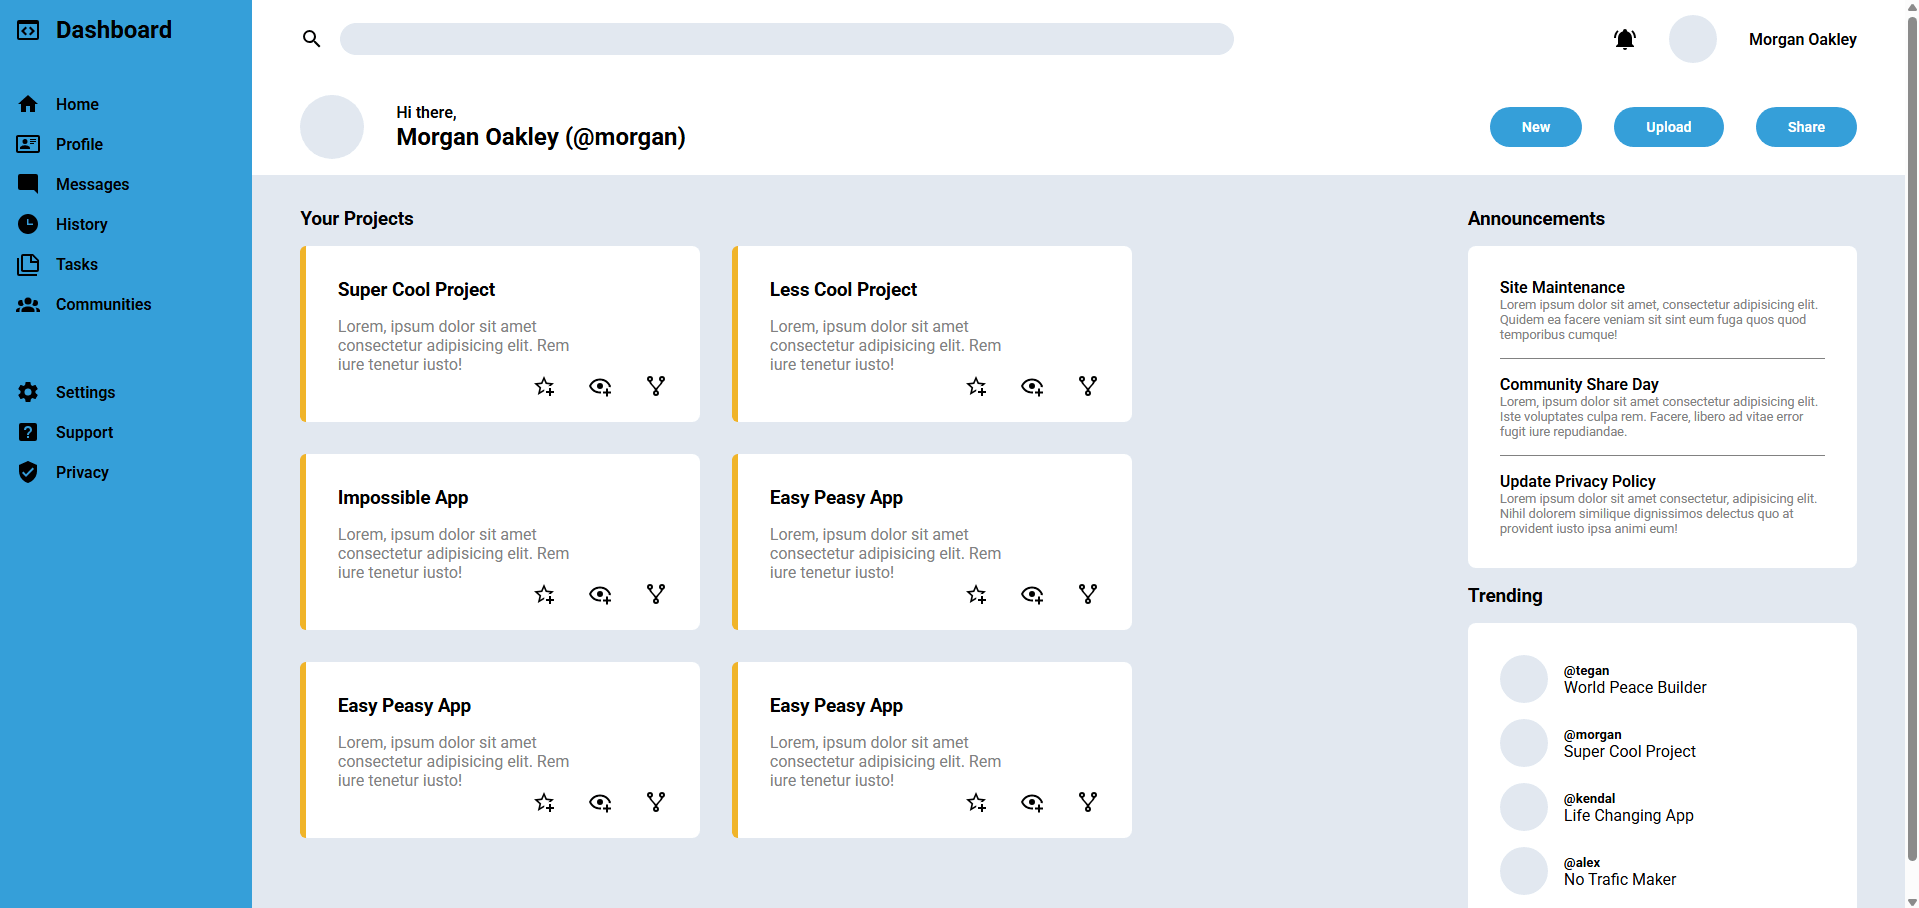 Dashboard
Home
Profile
Messages
History
Tasks
Communities
Settings
Support
Privacy
Morgan Oakley
Hi there,
Morgan Oakley (@morgan)
New
Upload
Share
Your Projects
Super Cool Project
Lorem, ipsum dolor sit amet
consectetur adipisicing elit. Rem
iure tenetur iusto!
Less Cool Project
Lorem, ipsum dolor sit amet
consectetur adipisicing elit. Rem
iure tenetur iusto!
Impossible App
Lorem, ipsum dolor sit amet
consectetur adipisicing elit. Rem
iure tenetur iusto!
Easy Peasy App
Lorem, ipsum dolor sit amet
consectetur adipisicing elit. Rem
iure tenetur iusto!
Easy Peasy App
Lorem, ipsum dolor sit amet
consectetur adipisicing elit. Rem
iure tenetur iusto!
Easy Peasy App
Lorem, ipsum dolor sit amet
consectetur adipisicing elit. Rem
iure tenetur iusto!
Announcements
Site Maintenance
Lorem ipsum dolor sit amet, consectetur adipisicing elit.
Quidem ea facere veniam sit sint eum fuga quos quod
temporibus cumque!
Community Share Day
Lorem, ipsum dolor sit amet consectetur adipisicing elit.
Iste voluptates culpa rem. Facere, libero ad vitae error
fugit iure repudiandae.
Update Privacy Policy
Lorem ipsum dolor sit amet consectetur, adipisicing elit.
Nihil dolorem similique dignissimos delectus quo at
provident iusto ipsa animi eum!
Trending
@tegan
World Peace Builder
@morgan
Super Cool Project
@kendal
Life Changing App
@alex
No Trafic Maker